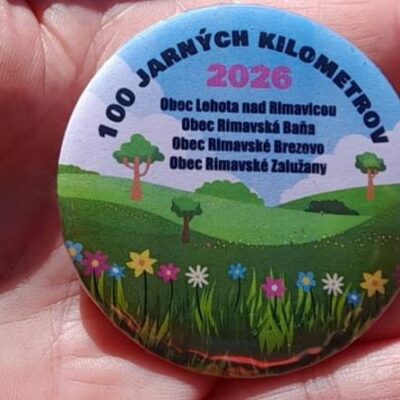 100 JARNÝCH KILOMETROV
2026
Obec Lehota nad Rimavicou
Obec Rimavská Baňa
Obec Rimavské Brezovo
Obec Rimavské Zalužany